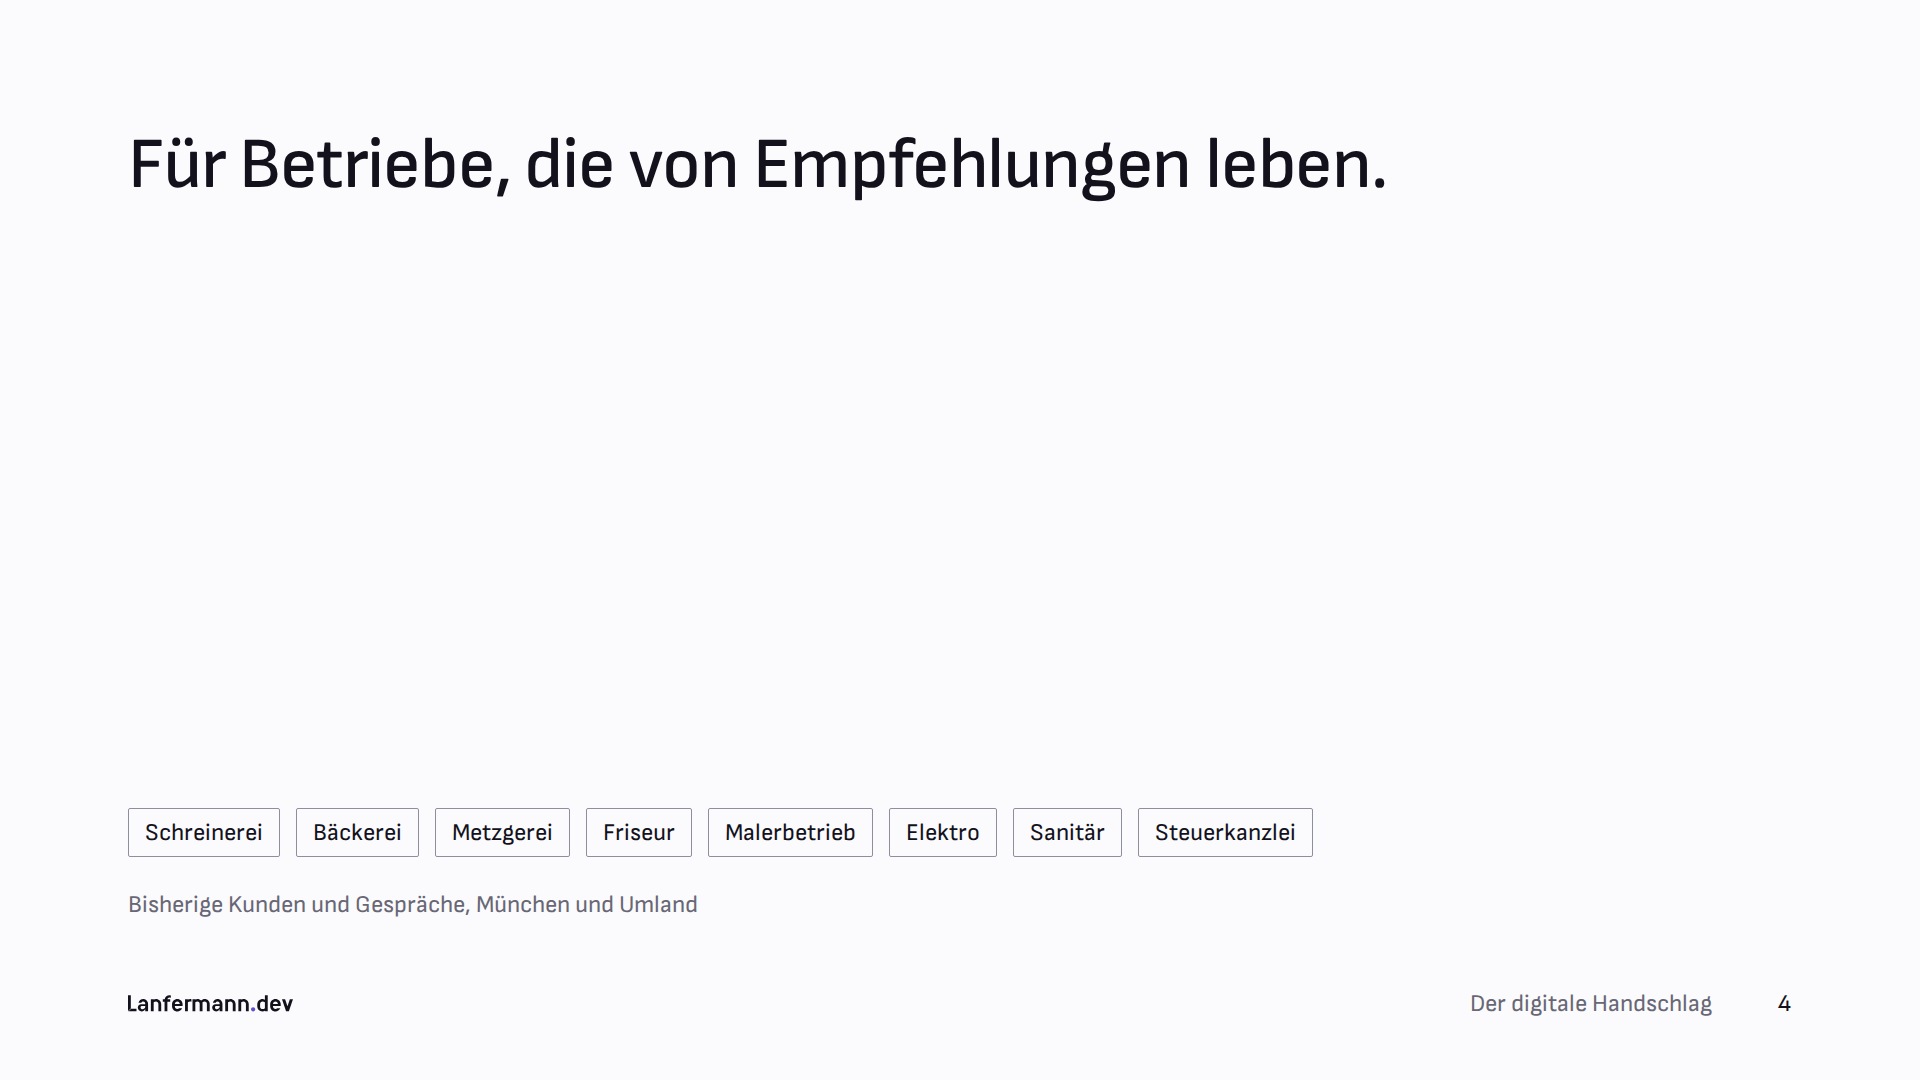 Für Betriebe, die von Empfehlungen leben.
Schreinerei Bäckerei Metzgerei Friseur Malerbetrieb Elektro Sanitär Steuerkanzlei
Bisherige Kunden und Gespräche, München und Umland
Lanfermann.dev Der digitale Handschlag 4